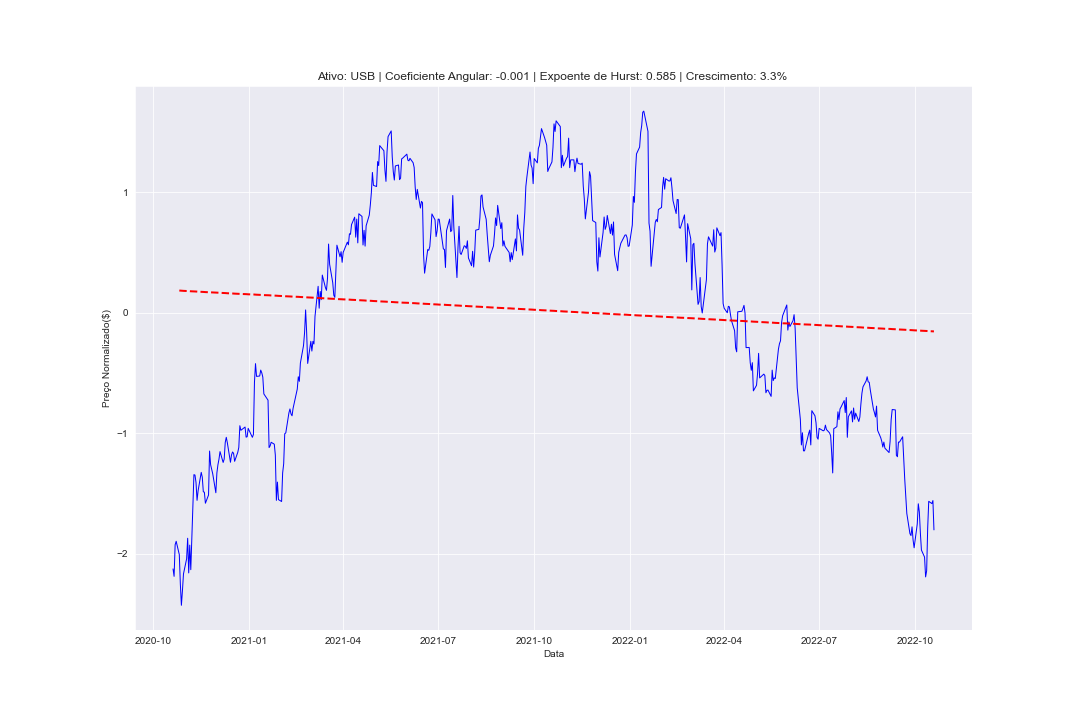 Ativo: USB | Coeficiente Angular: -0.001 | Expoente de Hurst: 0.585 | Crescimento: 3.3%
Preço Normalizado($)
1
0
−1
−2
2020-10 2021-01 2021-04 2021-07 2021-10 2022-01 2022-04 2022-07 2022-10
Data